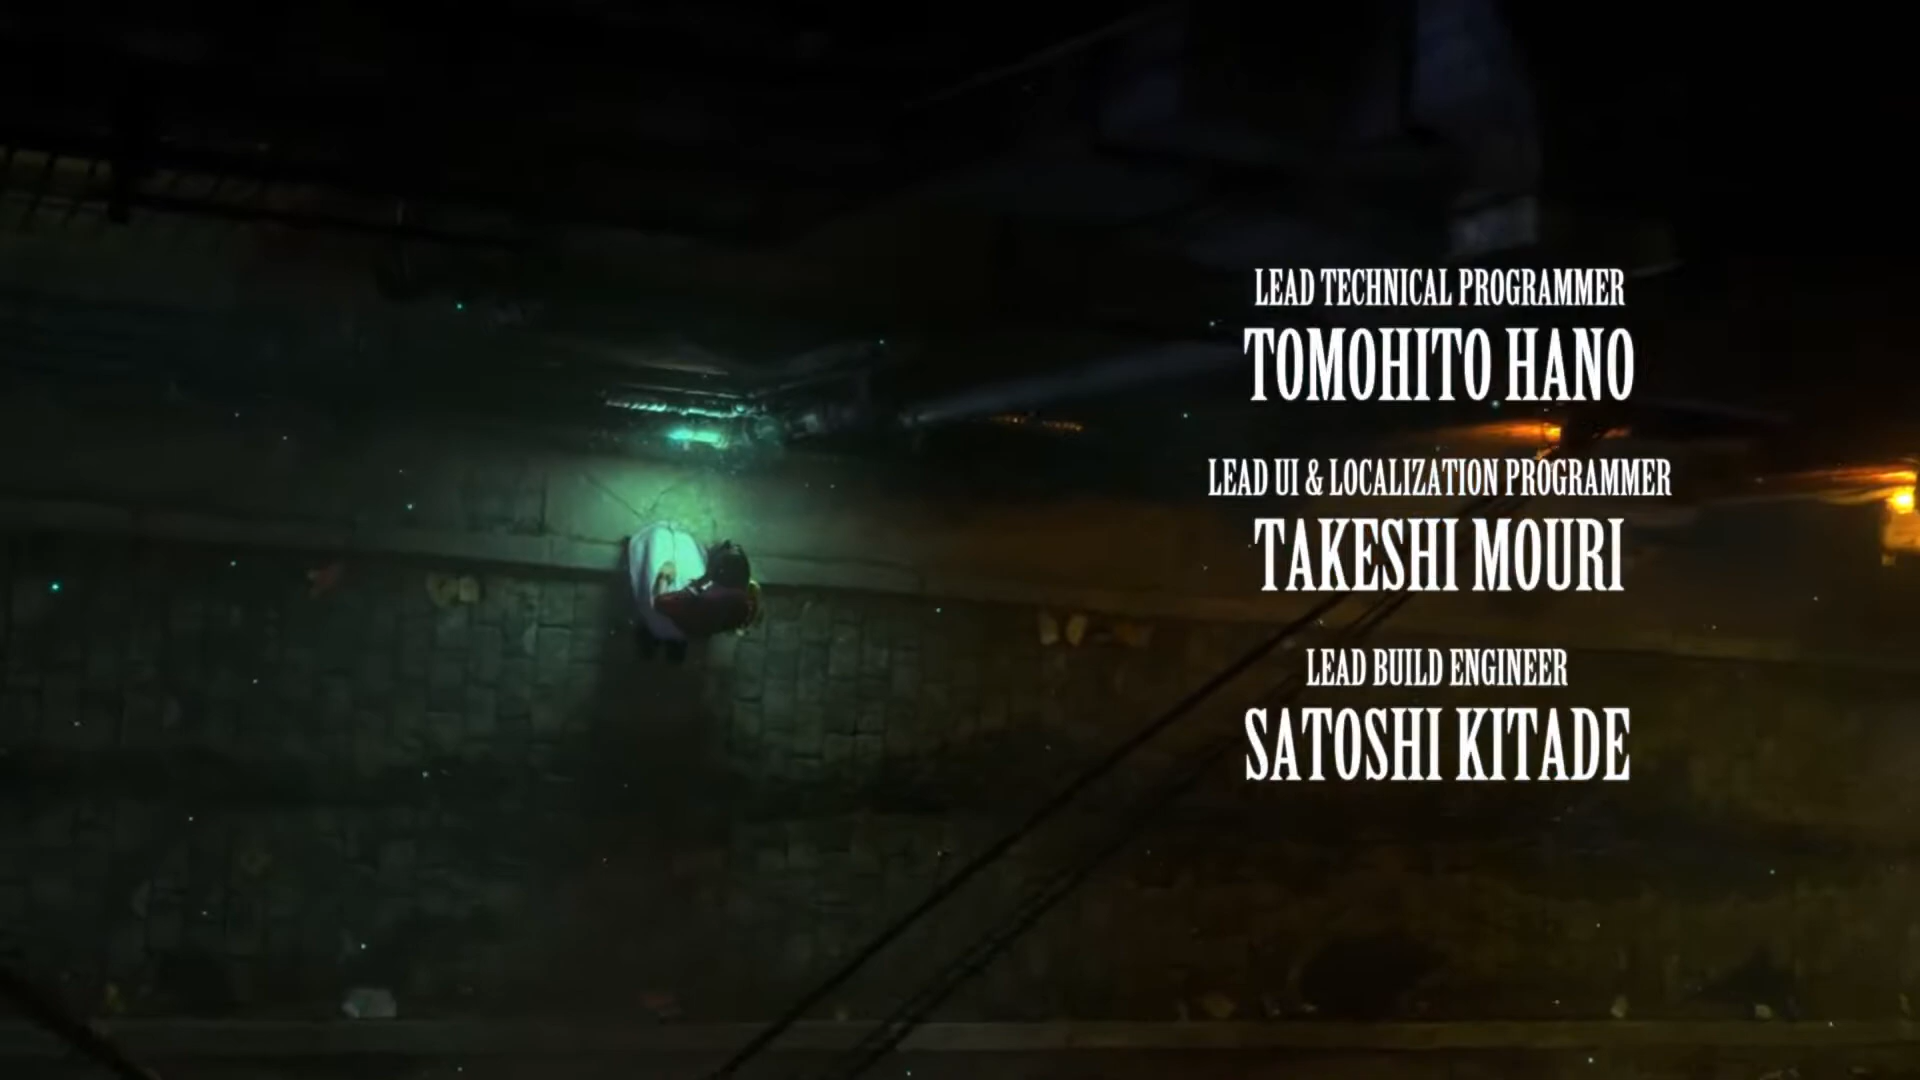 LEAD TECHNICAL PROGRAMMER
TOMOHITO HANO
LEAD UI & LOCALIZATION PROGRAMMER
TAKESHI MOURI
LEAD BUILD ENGINEER
SATOSHI KITADE